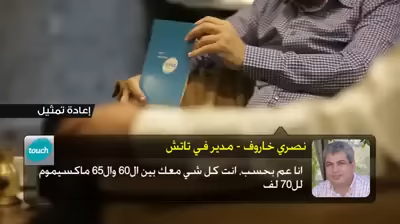 إعادة تمثيل
نصري خاروف - مدير في تاتش
touch
انا عم بحسب، انت كل شي معك بين ال60 وال65 ماكسيموم
لل70 لف